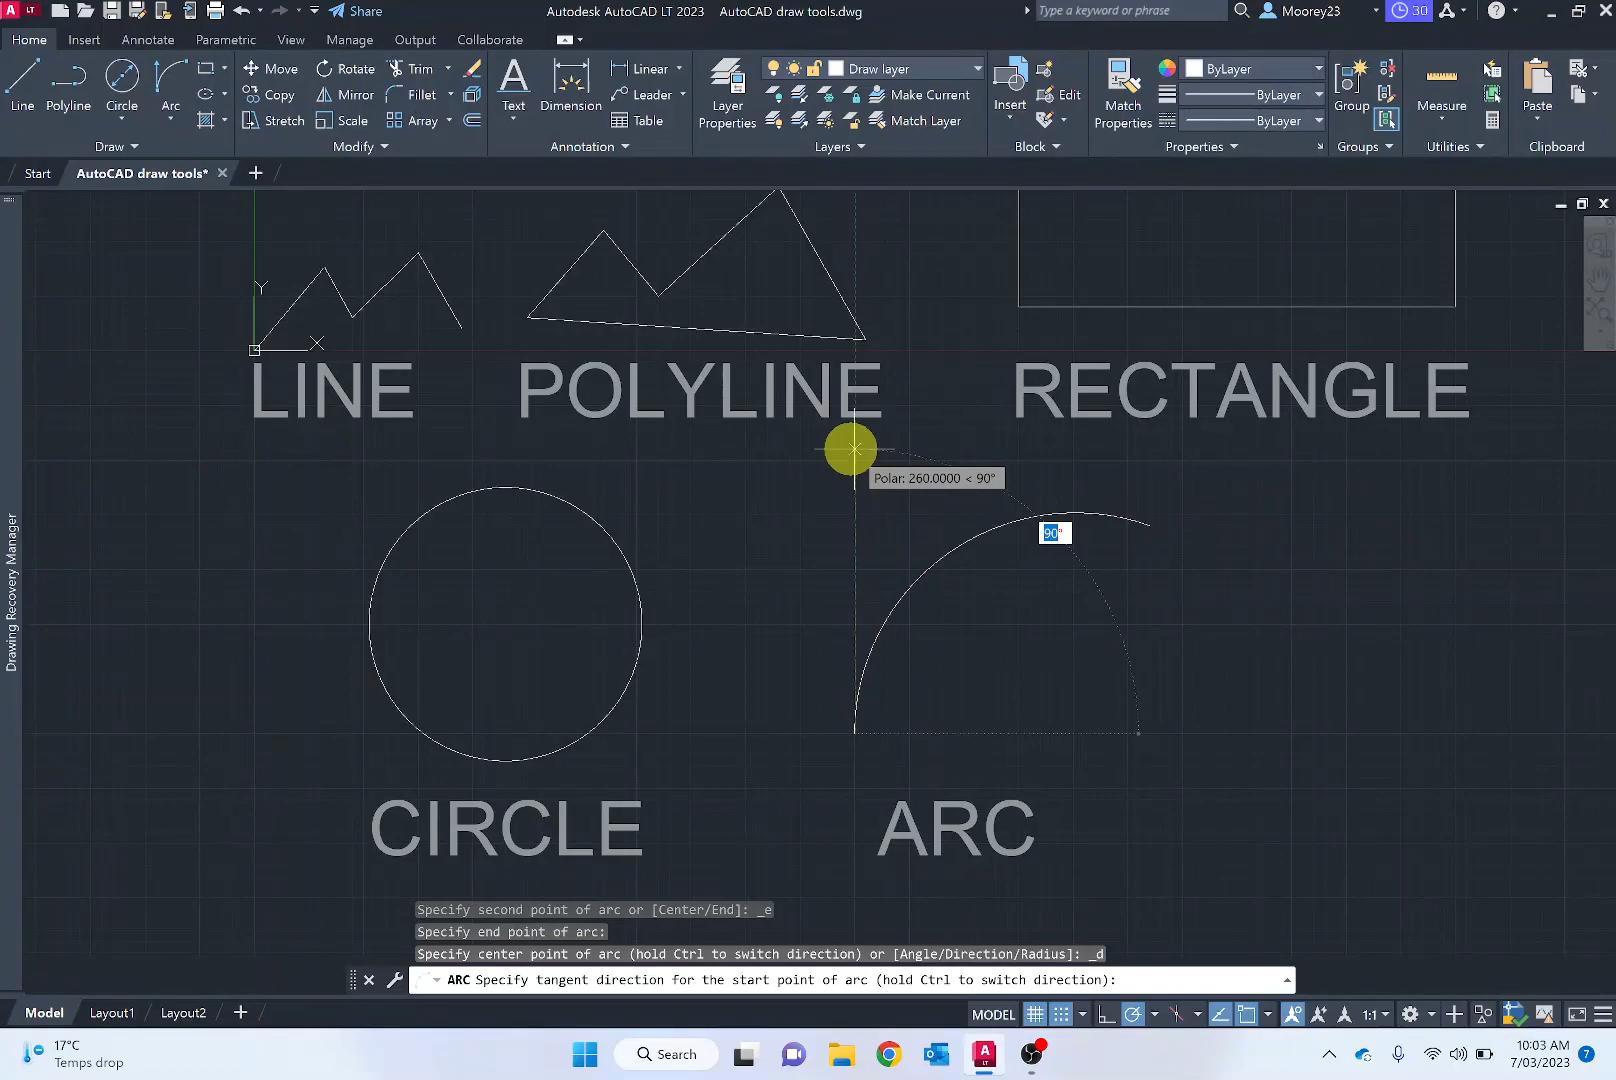 A LT Share Autodesk AutoCAD LT 2023 AutoCAD draw tools.dwg Type a keyword or phrase Moorey23 30
Home Insert Annotate Parametric View Manage Output Collaborate
Line Polyline Circle Arc
Move Rotate Trim
Copy Mirror Fillet
Stretch Scale Array
Text Dimension
Linear
Leader
Table
Layer Properties
Draw layer
Make Current
Match Layer
Insert
Edit
Match Properties
ByLayer
ByLayer
ByLayer
Group Measure Paste
Draw Modify Annotation Layers Block Properties Groups Utilities Clipboard
Start AutoCAD draw tools*
Drawing Recovery Manager
Y
X
LINE POLYLINE RECTANGLE
Polar: 260.0000 < 90°
90°
CIRCLE ARC
Specify second point of arc or [Center/End]: _e
Specify end point of arc:
Specify center point of arc (hold Ctrl to switch direction) or [Angle/Direction/Radius]: _d
ARC Specify tangent direction for the start point of arc (hold Ctrl to switch direction):
Model Layout1 Layout2 MODEL 1:1
17°C
Temps drop
Search
A LT
10:03 AM
7/03/2023
7